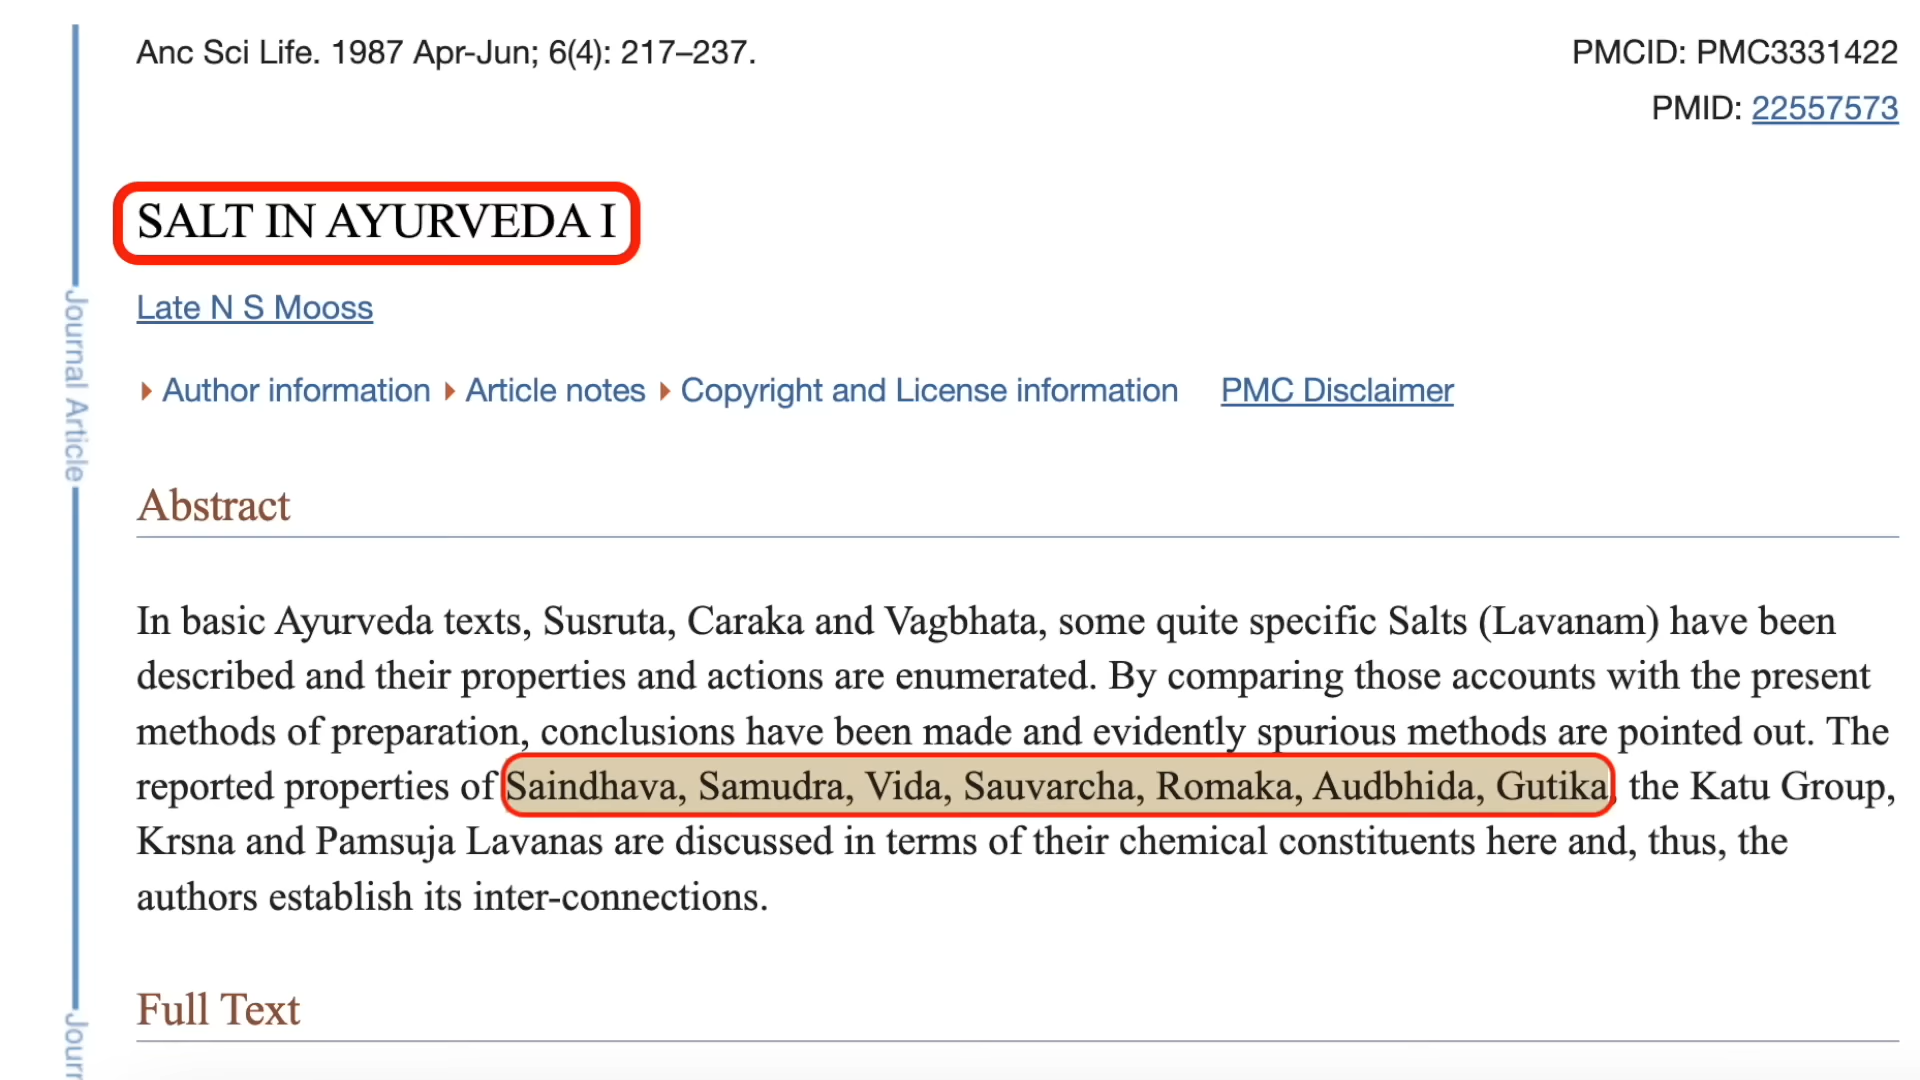 Anc Sci Life. 1987 Apr-Jun; 6(4): 217–237.
PMCID: PMC3331422
PMID: 22557573
SALT IN AYURVEDA I
Late N S Mooss
Author information Article notes Copyright and License information PMC Disclaimer
Journal Article
Abstract
In basic Ayurveda texts, Susruta, Caraka and Vagbhata, some quite specific Salts (Lavanam) have been
described and their properties and actions are enumerated. By comparing those accounts with the present
methods of preparation, conclusions have been made and evidently spurious methods are pointed out. The
reported properties of Saindhava, Samudra, Vida, Sauvarcha, Romaka, Audbhida, Gutika, the Katu Group,
Krsna and Pamsuja Lavanas are discussed in terms of their chemical constituents here and, thus, the
authors establish its inter-connections.
Full Text
Jour